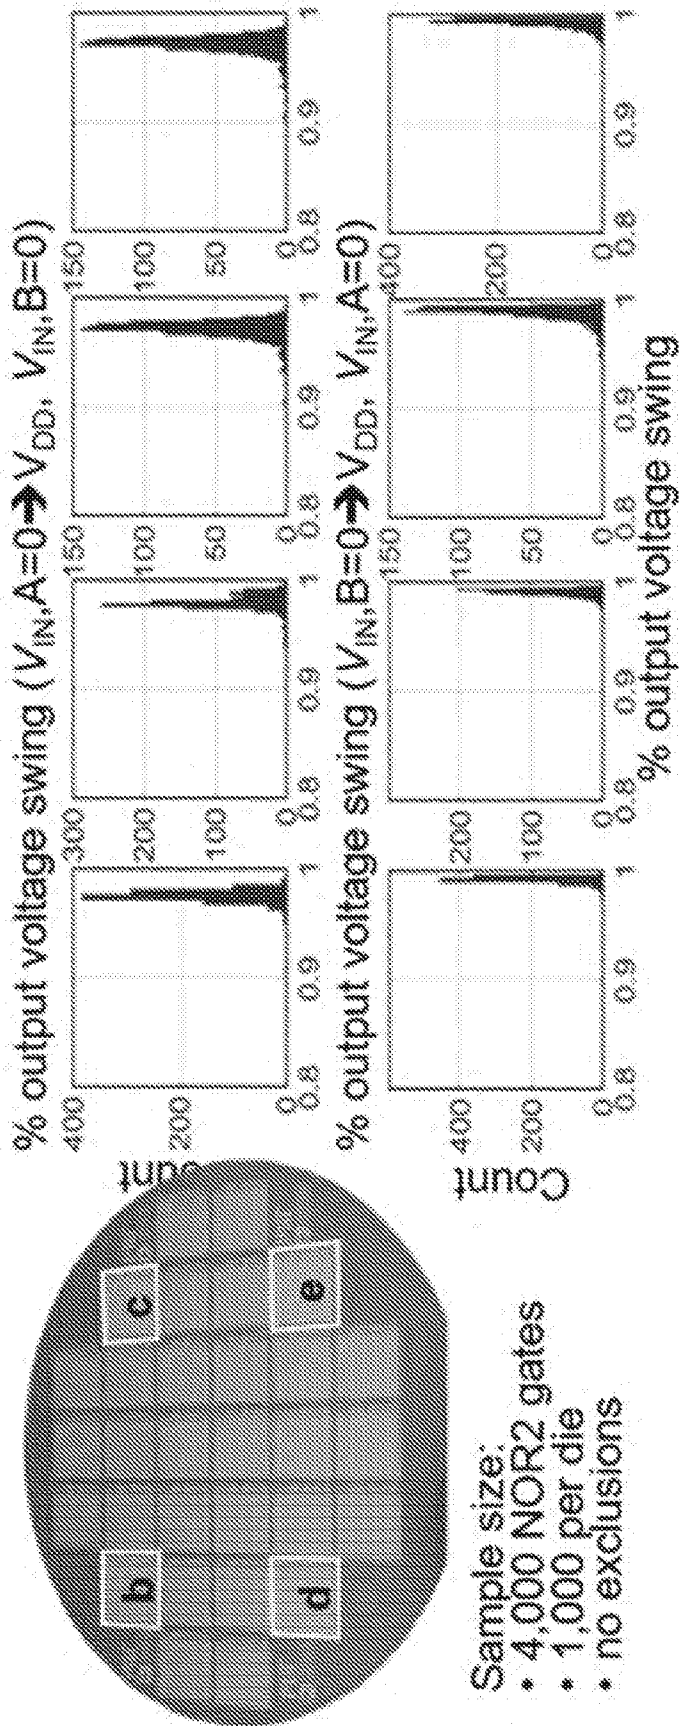 b
c
d
e
Sample size:
• 4,000 NOR2 gates
• 1,000 per die
• no exclusions
% output voltage swing (V_IN,A=0➔V_DD, V_IN,B=0)
ount
400
200
0
0.8 0.9 1
300
200
100
0
0.8 0.9 1
150
100
50
0
0.8 0.9 1
150
100
50
0
0.8 0.9 1
% output voltage swing (V_IN,B=0➔V_DD, V_IN,A=0)
Count
400
200
0
0.8 0.9 1
200
100
0
0.8 0.9 1
150
100
50
0
0.8 0.9 1
400
200
0
0.8 0.9 1
% output voltage swing